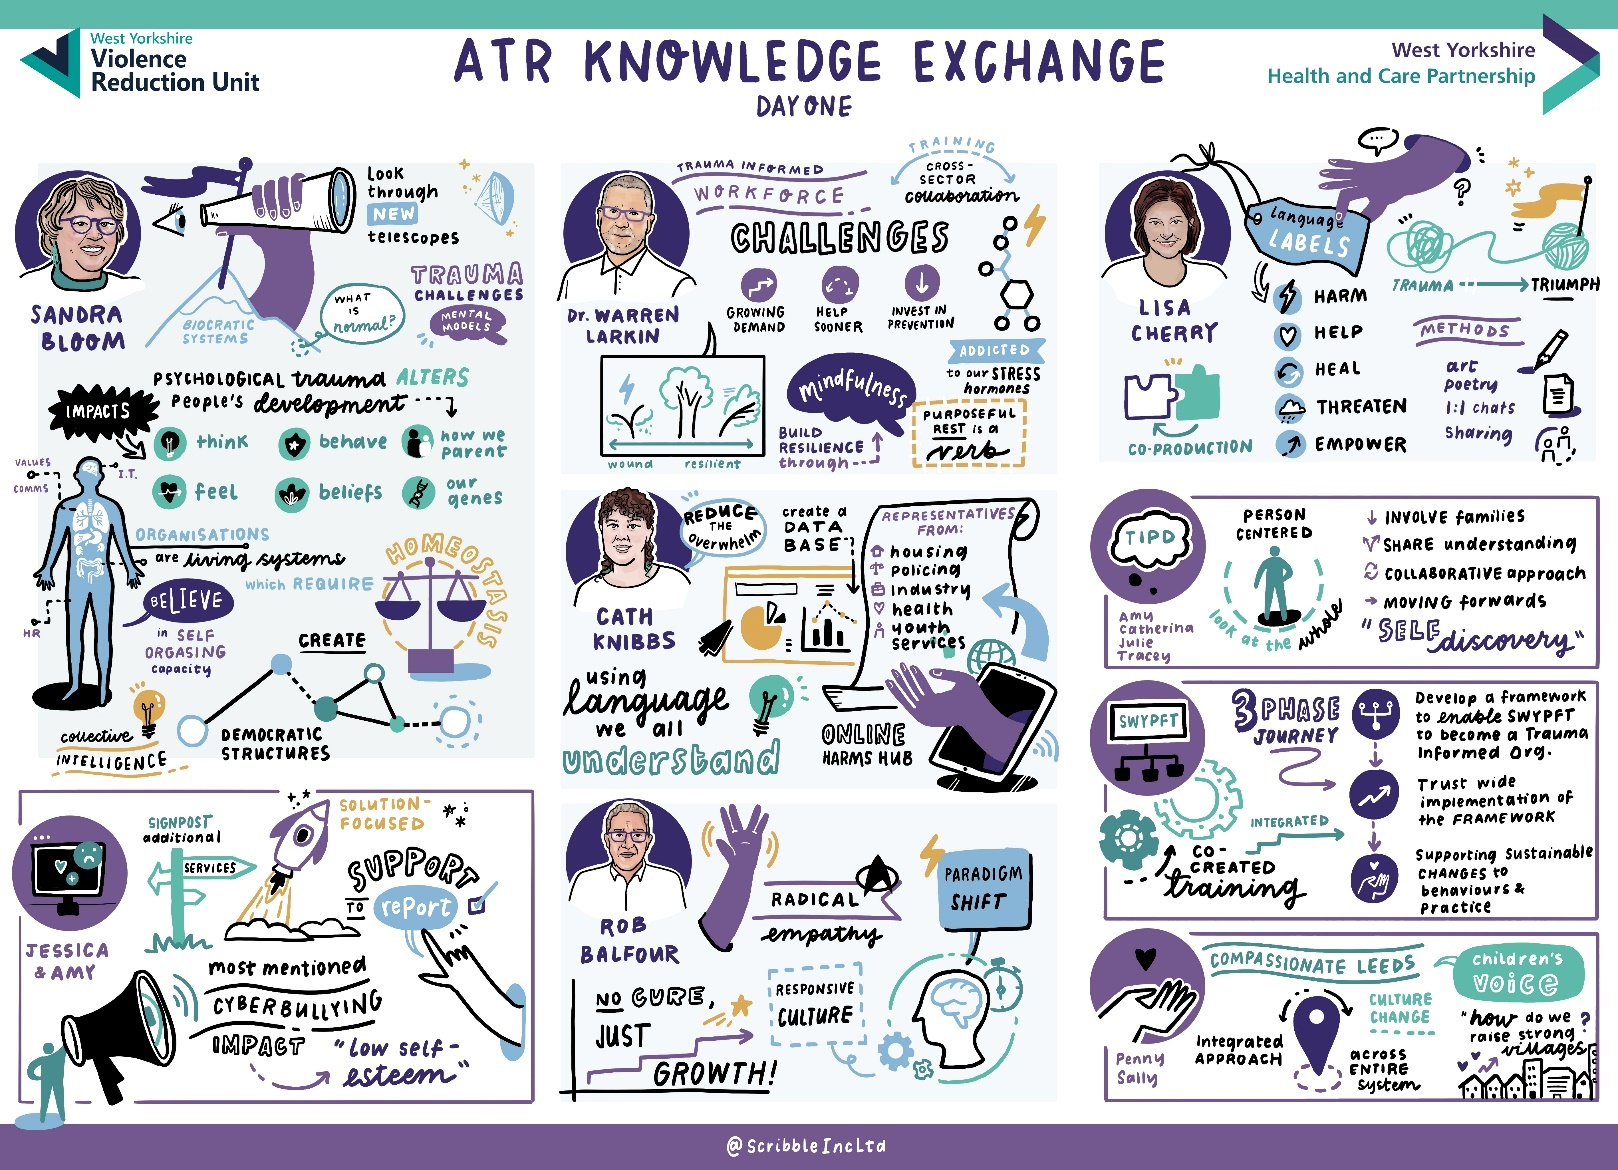 West Yorkshire
Violence
Reduction Unit
ATR KNOWLEDGE EXCHANGE
DAY ONE
West Yorkshire
Health and Care Partnership
SANDRA
BLOOM
Look
through
NEW
telescopes
BIOCRATIC
SYSTEMS
WHAT
IS
normal?
TRAUMA
CHALLENGES
MENTAL
MODELS
IMPACTS
PSYCHOLOGICAL trauma ALTERS
PEOPLE'S development
think
behave
how we
parent
feel
beliefs
our
genes
VALUES
COMMS
I.T.
HR
ORGANISATIONS
are living systems
which REQUIRE
HOMEOSTASIS
BELIEVE
in SELF
ORGASING
capacity
CREATE
DEMOCRATIC
STRUCTURES
collective
INTELLIGENCE
JESSICA
& AMY
SIGNPOST
additional
SERVICES
SOLUTION-
FOCUSED
SUPPORT
TO
rePort
most mentioned
CYBERBULLYING
IMPACT
"low self-
esteem"
Dr. WARREN
LARKIN
TRAUMA INFORMED
WORKFORCE
CHALLENGES
TRAINING
CROSS-
SECTOR
collaboration
GROWING
DEMAND
HELP
SOONER
INVEST IN
PREVENTION
wound
resilient
mindfulness
BUILD
RESILIENCE
through
ADDICTED
to our STRESS
hormones
PURPOSEFUL
REST is a
verb
CATH
KNIBBS
REDUCE
THE
overwhelm
create a
DATA
BASE
REPRESENTATIVES
FROM:
housing
policing
industry
health
youth
services
using
language
we all
understand
ONLINE
HARMS HUB
ROB
BALFOUR
RADICAL
empathy
PARADIGM
SHIFT
NO CURE,
JUST
GROWTH!
RESPONSIVE
CULTURE
LISA
CHERRY
language
LABELS
HARM
HELP
HEAL
THREATEN
EMPOWER
CO-PRODUCTION
TRAUMA
TRIUMPH
METHODS
art
poetry
1:1 chats
sharing
TIPD
Amy
Catherina
Julie
Tracey
PERSON
CENTERED
look at the whole
INVOLVE families
SHARE understanding
COLLABORATIVE approach
MOVING forwards
"SELF discovery"
SWYPFT
3 PHASE
JOURNEY
INTEGRATED
CO-
CREATED
training
Develop a framework
to enable SWYPFT
to become a Trauma
Informed Org.
Trust wide
implementation of
the FRAMEWORK
Supporting Sustainable
CHANGES to
behaviours &
Practice
Penny
Sally
COMPASSIONATE LEEDS
Integrated
APPROACH
CULTURE
CHANGE
ACROSS
ENTIRE
System
children's
voice
"how do we
raise strong
villages?
@ScribbleIncLtd